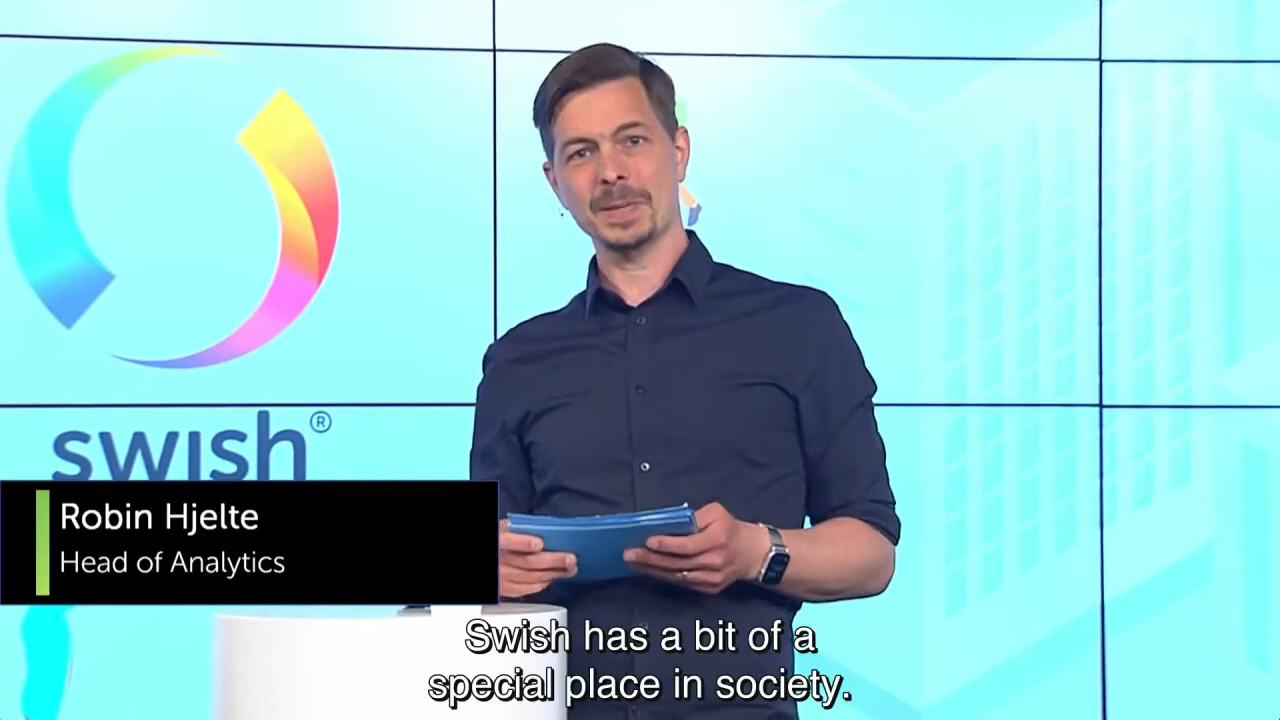 swish®
Robin Hjelte
Head of Analytics
Swish has a bit of a
special place in society.